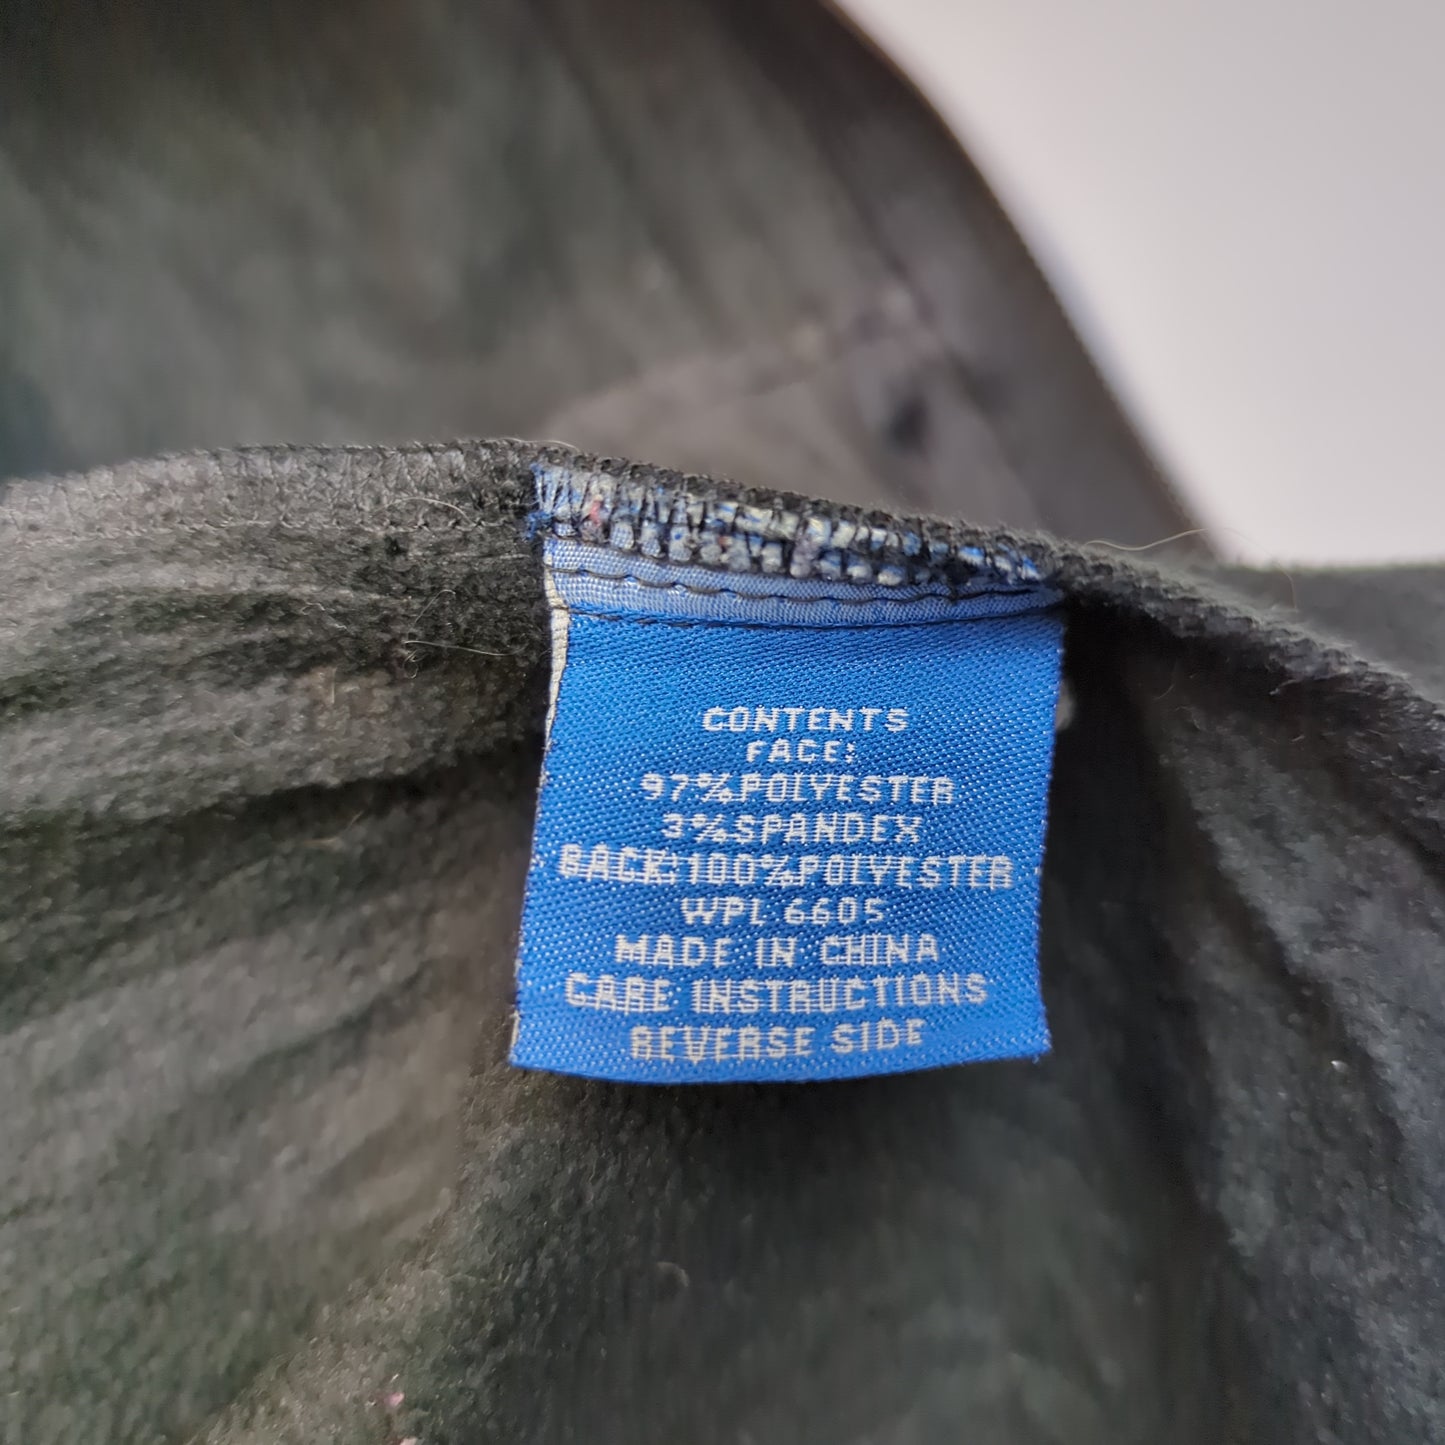 CONTENTS
FACE:
97%POLYESTER
3%SPANDEX
BACK:100%POLYESTER
WPL 6605
MADE IN CHINA
CARE INSTRUCTIONS
REVERSE SIDE